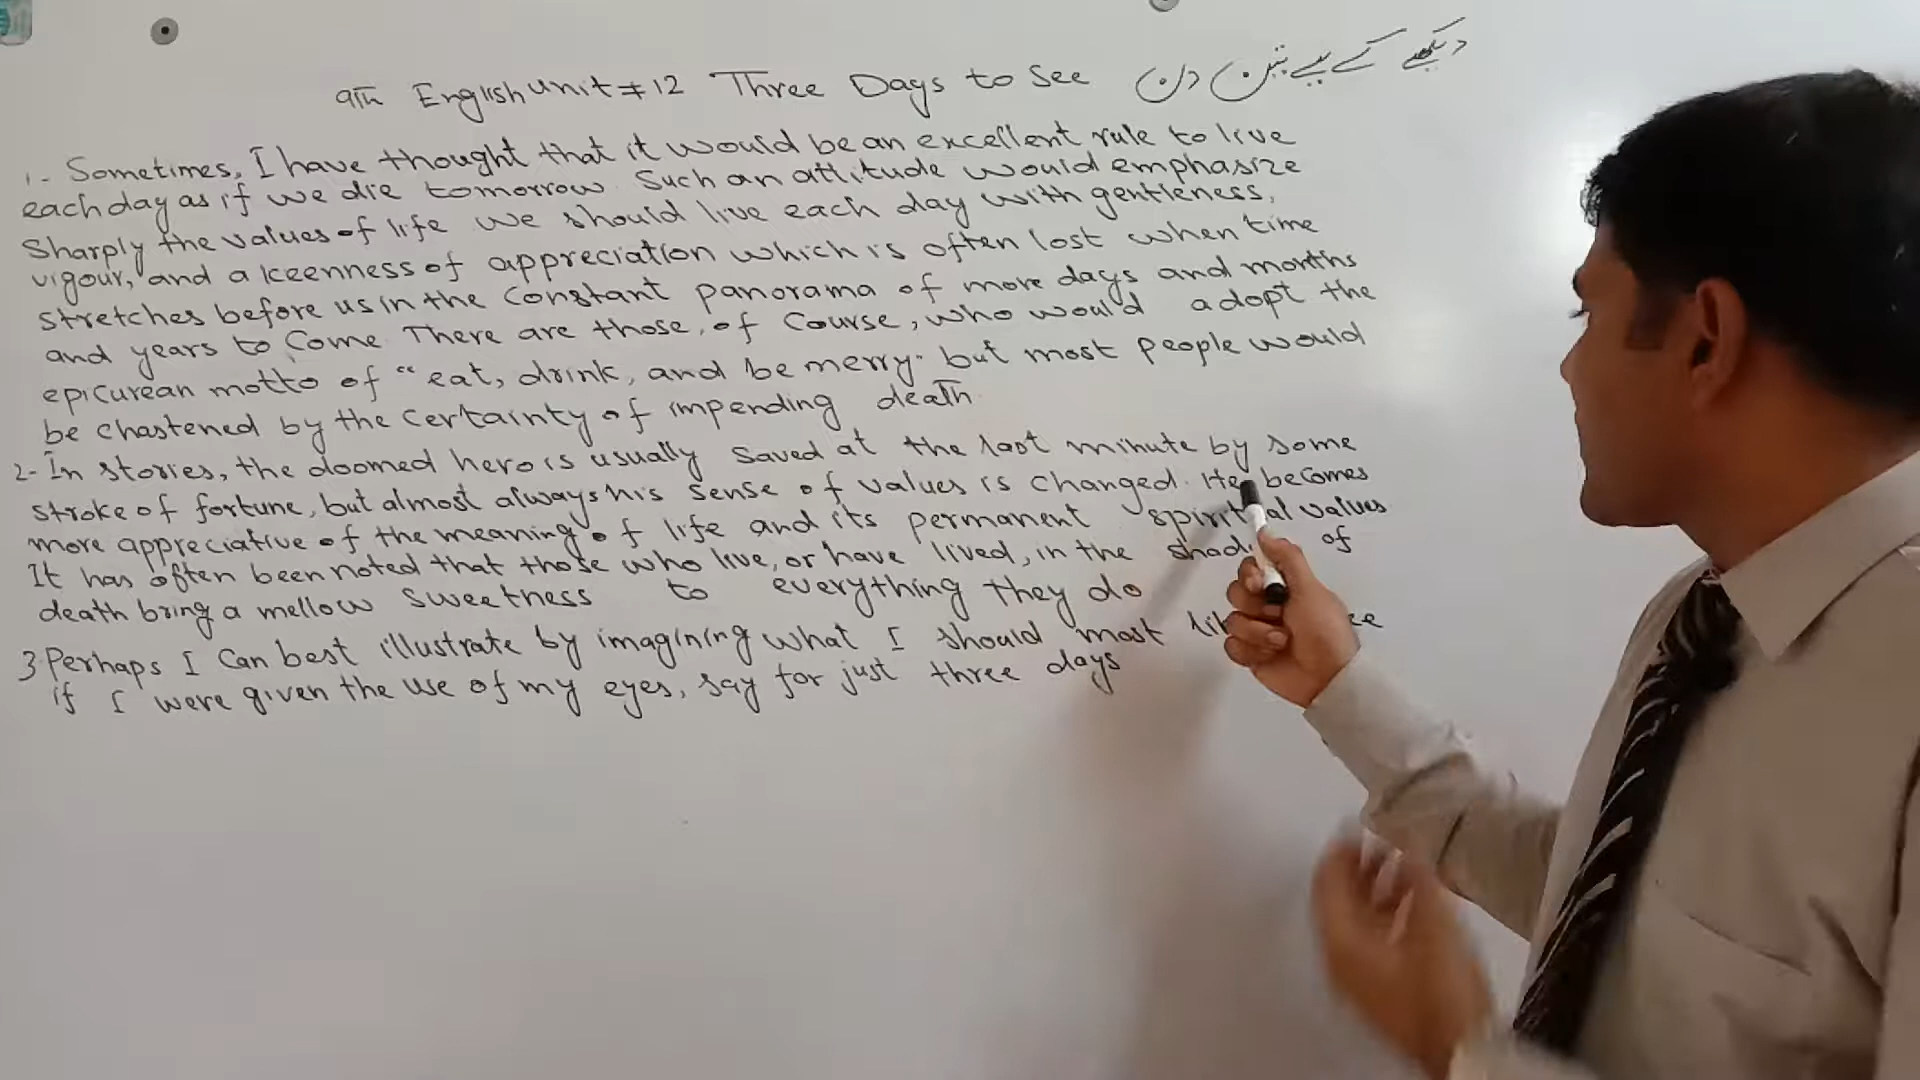 9th English Unit # 12 Three Days to See دیکھنے کے لیے تین دن
1- Sometimes, I have thought that it would be an excellent rule to live
each day as if we die tomorrow. Such an attitude would emphasize
Sharply the values of life we should live each day with gentleness,
vigour, and a keenness of appreciation which is often lost when time
stretches before us in the Constant panorama of more days and months
and years to Come. There are those, of Course, who would adopt the
epicurean motto of "eat, drink, and be merry. but most people would
be chastened by the Certainty of impending death
2- In stories, the doomed hero is usually saved at the last minute by some
stroke of fortune, but almost always his sense of values is changed. He becomes
more appreciative of the meaning of life and its permanent values
It has often been noted that those who live, or have lived, in the of
death bring a mellow sweetness to everything they do
3 Perhaps I Can best illustrate by imagining what I should most
if I were given the use of my eyes, say for just three days